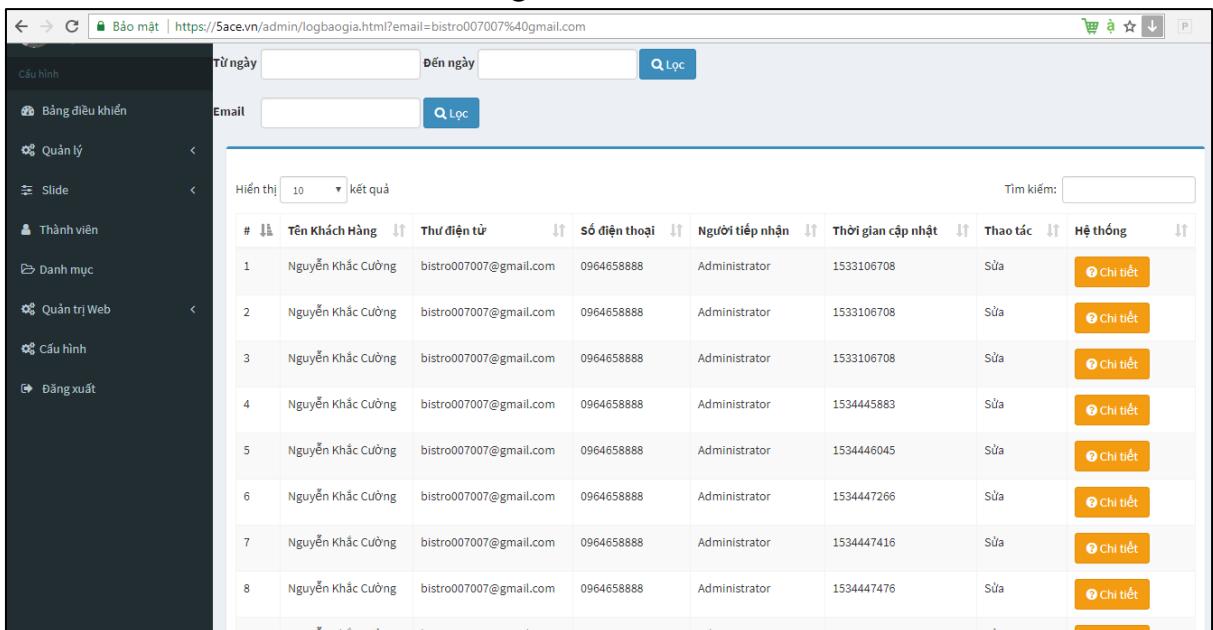 Bảo mật | https://5ace.vn/admin/logbaogia.html?email=bistro007007%40gmail.com
Cấu hình
Bảng điều khiển
Quản lý
Slide
Thành viên
Danh mục
Quản trị Web
Cấu hình
Đăng xuất
Từ ngày Đến ngày Lọc
Email Lọc
Hiển thị 10 kết quả Tìm kiếm:
# Tên Khách Hàng Thư điện tử Số điện thoại Người tiếp nhận Thời gian cập nhật Thao tác Hệ thống
1 Nguyễn Khắc Cường bistro007007@gmail.com 0964658888 Administrator 1533106708 Sửa Chi tiết
2 Nguyễn Khắc Cường bistro007007@gmail.com 0964658888 Administrator 1533106708 Sửa Chi tiết
3 Nguyễn Khắc Cường bistro007007@gmail.com 0964658888 Administrator 1533106708 Sửa Chi tiết
4 Nguyễn Khắc Cường bistro007007@gmail.com 0964658888 Administrator 1534445883 Sửa Chi tiết
5 Nguyễn Khắc Cường bistro007007@gmail.com 0964658888 Administrator 1534446045 Sửa Chi tiết
6 Nguyễn Khắc Cường bistro007007@gmail.com 0964658888 Administrator 1534447266 Sửa Chi tiết
7 Nguyễn Khắc Cường bistro007007@gmail.com 0964658888 Administrator 1534447416 Sửa Chi tiết
8 Nguyễn Khắc Cường bistro007007@gmail.com 0964658888 Administrator 1534447476 Sửa Chi tiết